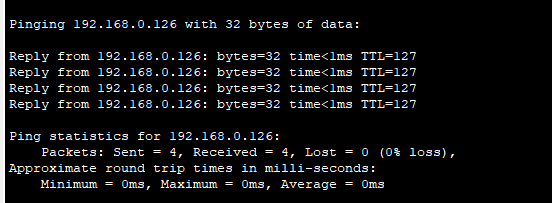 Pinging 192.168.0.126 with 32 bytes of data:
Reply from 192.168.0.126: bytes=32 time<1ms TTL=127
Reply from 192.168.0.126: bytes=32 time<1ms TTL=127
Reply from 192.168.0.126: bytes=32 time<1ms TTL=127
Reply from 192.168.0.126: bytes=32 time<1ms TTL=127
Ping statistics for 192.168.0.126:
Packets: Sent = 4, Received = 4, Lost = 0 (0% loss),
Approximate round trip times in milli-seconds:
Minimum = 0ms, Maximum = 0ms, Average = 0ms